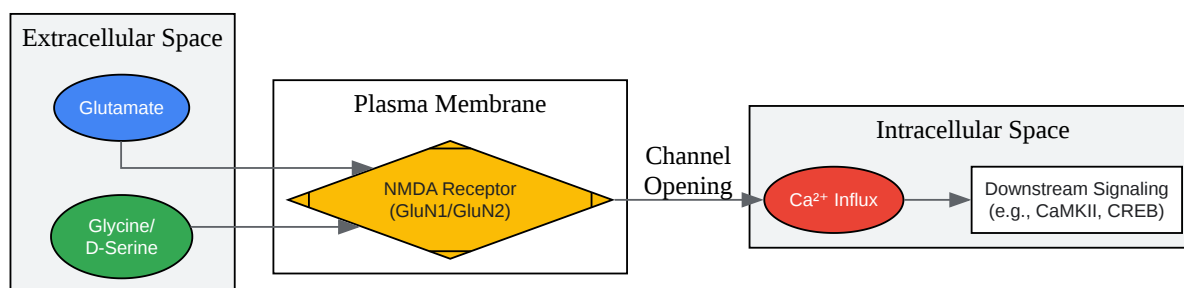 Extracellular Space
Glutamate
Glycine/
D-Serine
Plasma Membrane
NMDA Receptor
(GluN1/GluN2)
Channel
Opening
Intracellular Space
Ca²⁺ Influx
Downstream Signaling
(e.g., CaMKII, CREB)